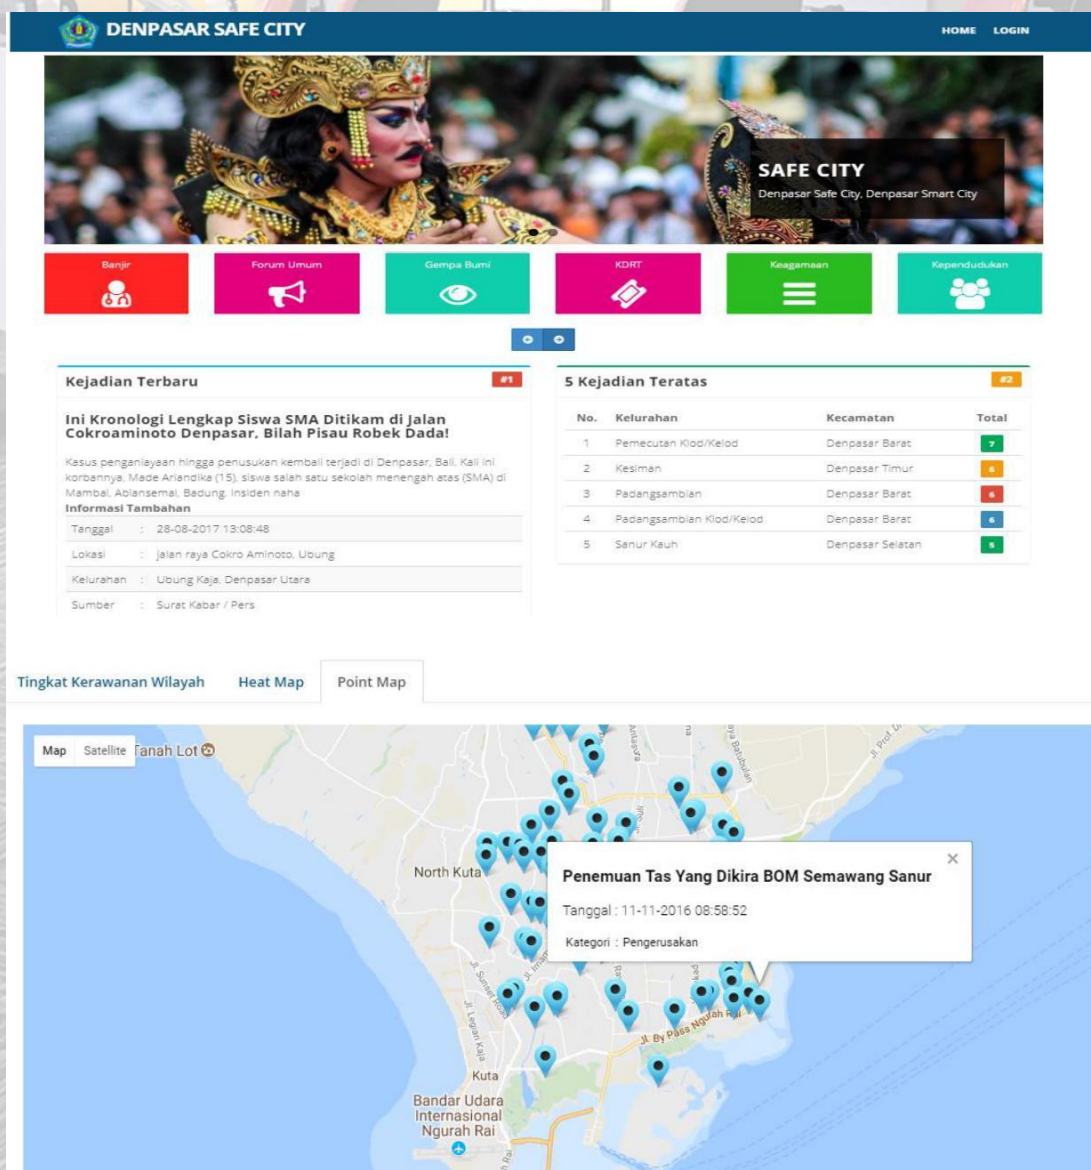 DENPASAR SAFE CITY
HOME LOGIN
SAFE CITY
Denpasar Safe City, Denpasar Smart City
Banjir
Forum Umum
Gempa Bumi
KDRT
Keagamaan
Kependudukan
Kejadian Terbaru
#1
Ini Kronologi Lengkap Siswa SMA Ditikam di Jalan
Cokroaminoto Denpasar, Bilah Pisau Robek Dada!
Kasus penganiayaan hingga penusukan kembali terjadi di Denpasar, Bali. Kali ini
korbannya, Made Ariandika (15), siswa salah satu sekolah menengah atas (SMA) di
Mambal, Abiansemal, Badung. Insiden naha
Informasi Tambahan
Tanggal : 28-08-2017 13:08:48
Lokasi : Jalan raya Cokro Aminoto, Ubung
Kelurahan : Ubung Kaja, Denpasar Utara
Sumber : Surat Kabar / Pers
5 Kejadian Teratas
#2
No. Kelurahan Kecamatan Total
1 Pemecutan Klod/Kelod Denpasar Barat 7
2 Kesiman Denpasar Timur 6
3 Padangsambian Denpasar Barat 6
4 Padangsambian Klod/Kelod Denpasar Barat 6
5 Sanur Kauh Denpasar Selatan 5
Tingkat Kerawanan Wilayah Heat Map Point Map
Map Satellite
Tanah Lot
North Kuta
Penemuan Tas Yang Dikira BOM Semawang Sanur
Tanggal : 11-11-2016 08:58:52
Kategori : Pengerusakan
Jl. Sunset Road
Jl. Legian Kaja
Jl. By Pass Ngurah Rai
Kuta
Bandar Udara
Internasional
Ngurah Rai